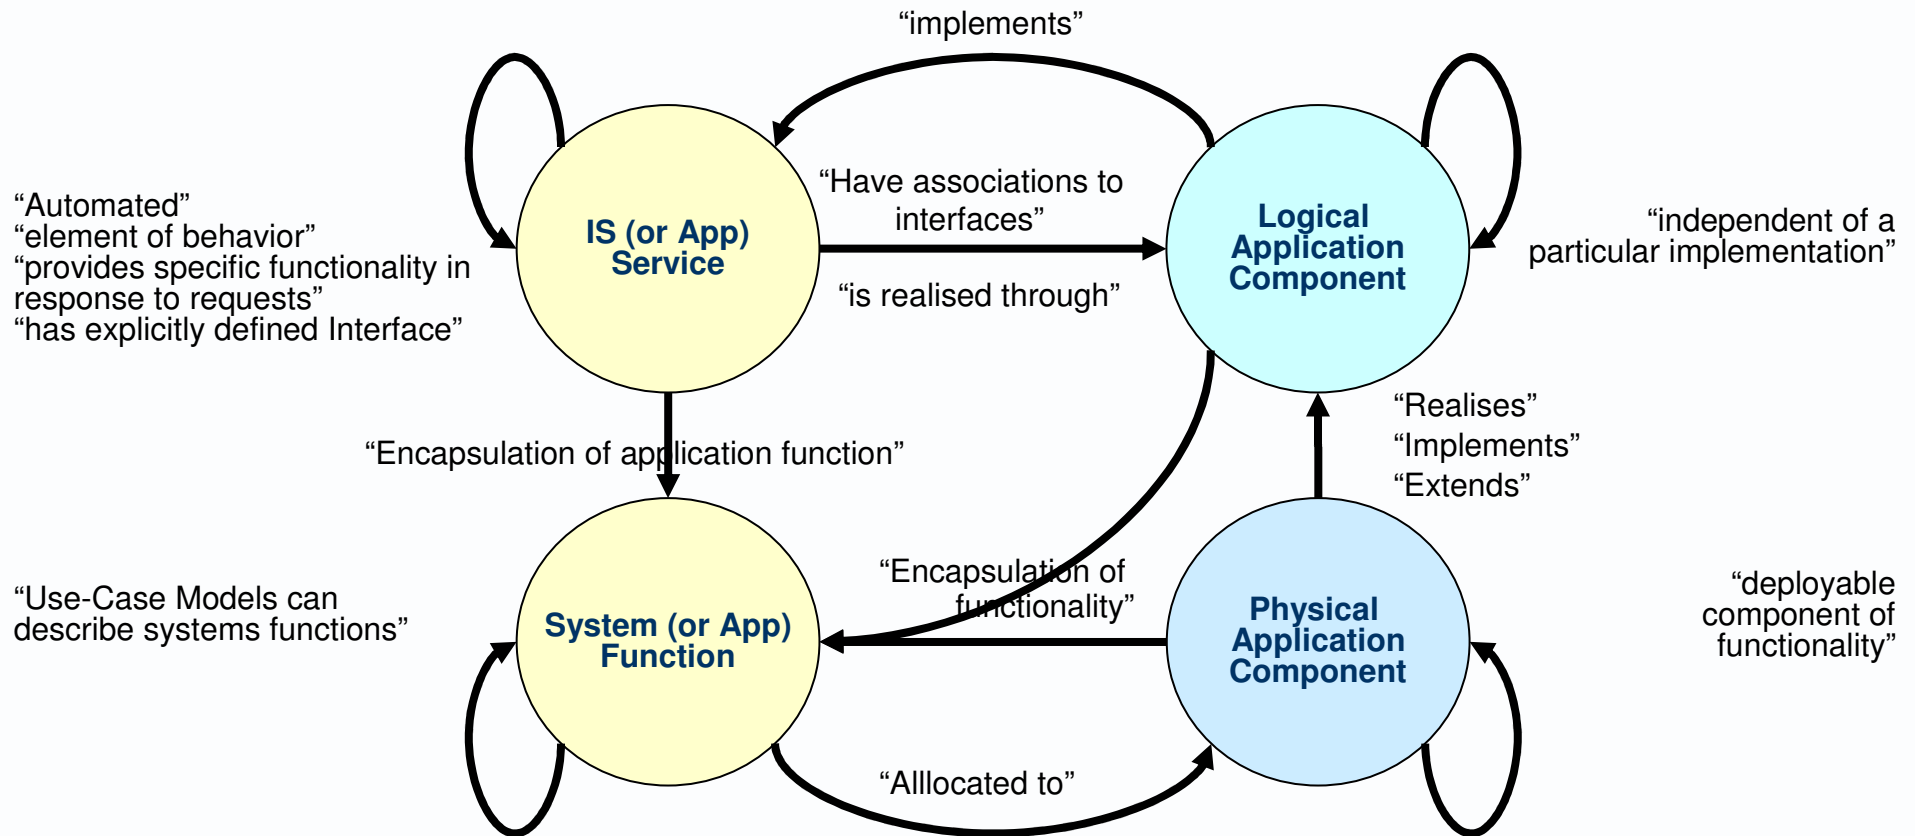 “implements”
“Automated”
“element of behavior”
“provides specific functionality in
response to requests”
“has explicitly defined Interface”
IS (or App)
Service
“Have associations to
interfaces”
“is realised through”
Logical
Application
Component
“independent of a
particular implementation”
“Encapsulation of application function”
“Realises”
“Implements”
“Extends”
“Use-Case Models can
describe systems functions”
System (or App)
Function
“Encapsulation of
functionality”
Physical
Application
Component
“deployable
component of
functionality”
“Alllocated to”